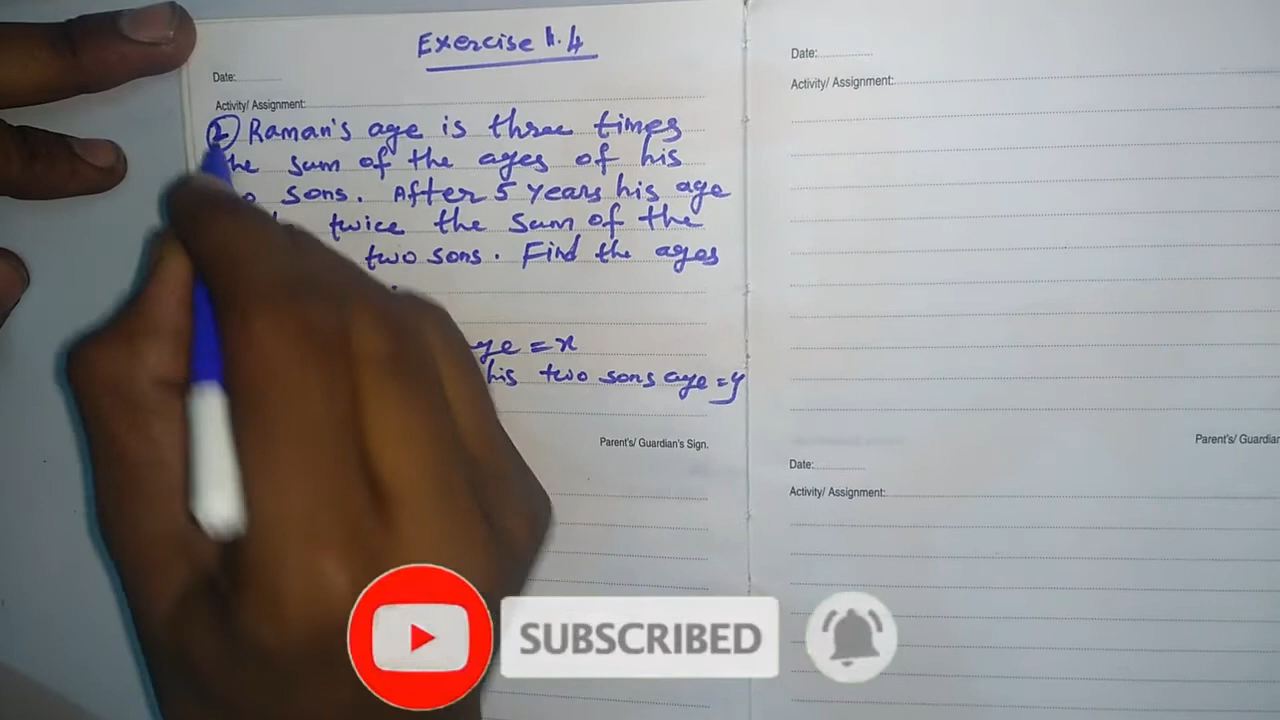 Exercise 11.4
Date:
Activity/ Assignment:
② Raman's age is three times
the sum of the ages of his
sons. After 5 years his age
twice the sum of the
two sons. Find the ages
age = x
his two sons age = y
Parent's/ Guardian's Sign.
Date:
Activity/ Assignment:
Parent's/ Guardian
Date:
Activity/ Assignment:
SUBSCRIBED